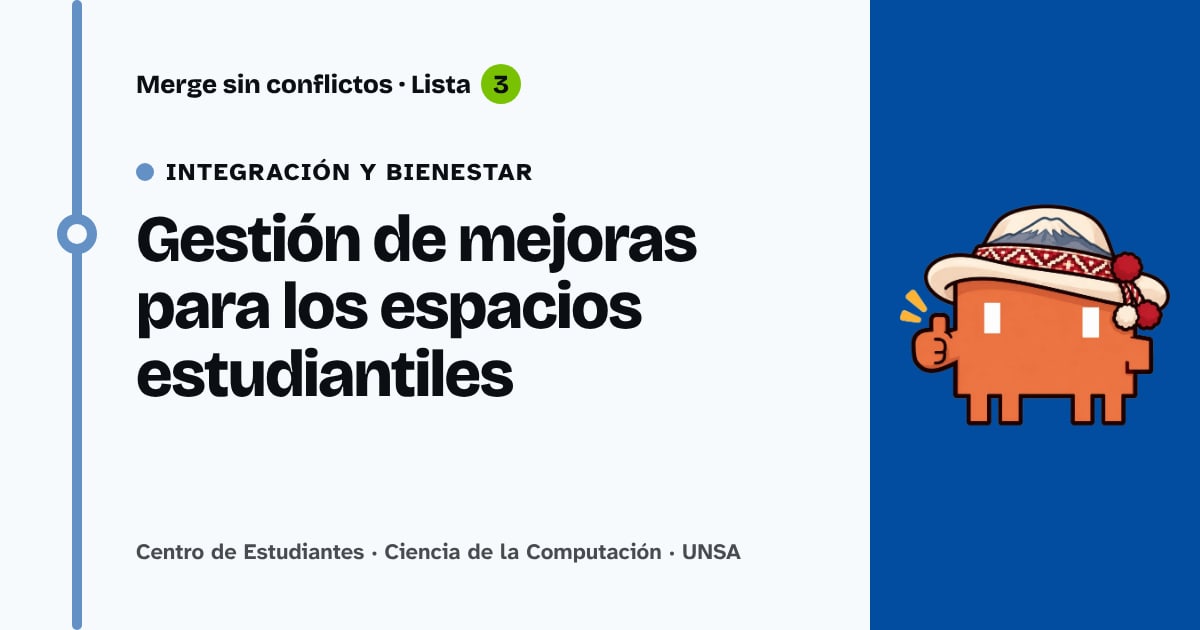 Merge sin conflictos · Lista 3
INTEGRACIÓN Y BIENESTAR
Gestión de mejoras
para los espacios
estudiantiles
Centro de Estudiantes · Ciencia de la Computación · UNSA